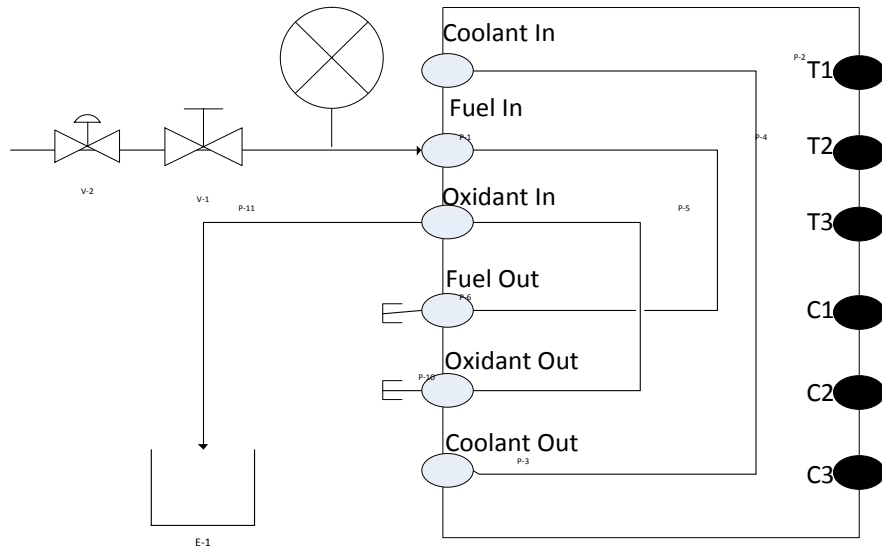 Coolant In
P-2
T1
Fuel In
P-1
P-4
T2
V-2
V-1
P-11
Oxidant In
P-5
T3
Fuel Out
P-6
C1
Oxidant Out
P-10
C2
Coolant Out
P-3
C3
E-1